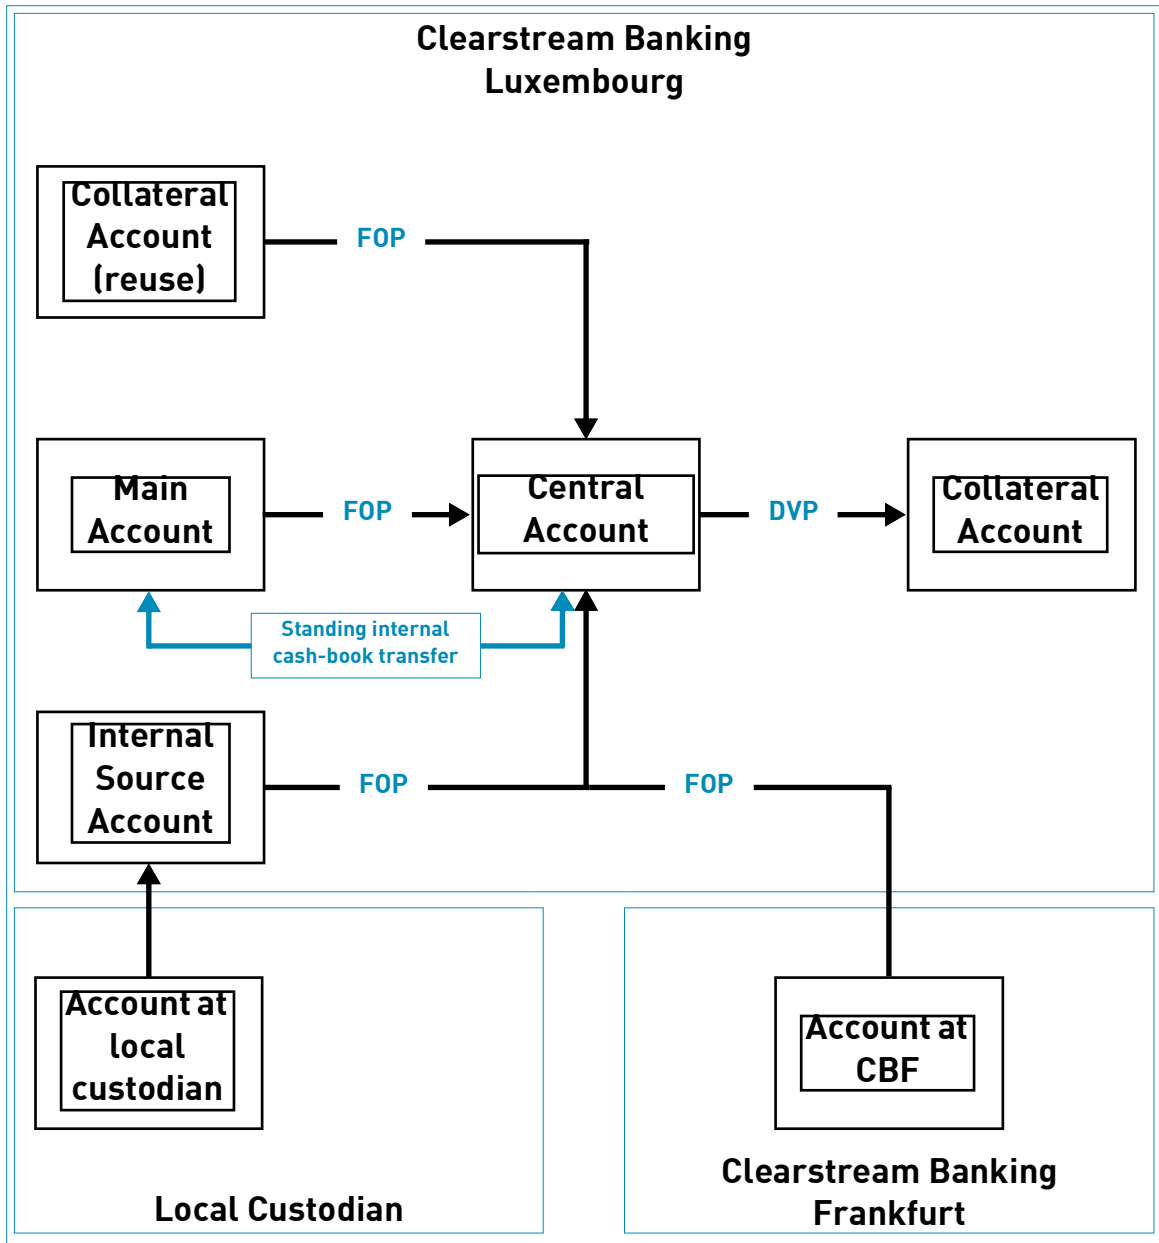 Clearstream Banking
Luxembourg
Collateral
Account
(reuse)
FOP
Main
Account
FOP
Central
Account
DVP
Collateral
Account
Standing internal
cash-book transfer
Internal
Source
Account
FOP
FOP
Account at
local
custodian
Local Custodian
Account at
CBF
Clearstream Banking
Frankfurt